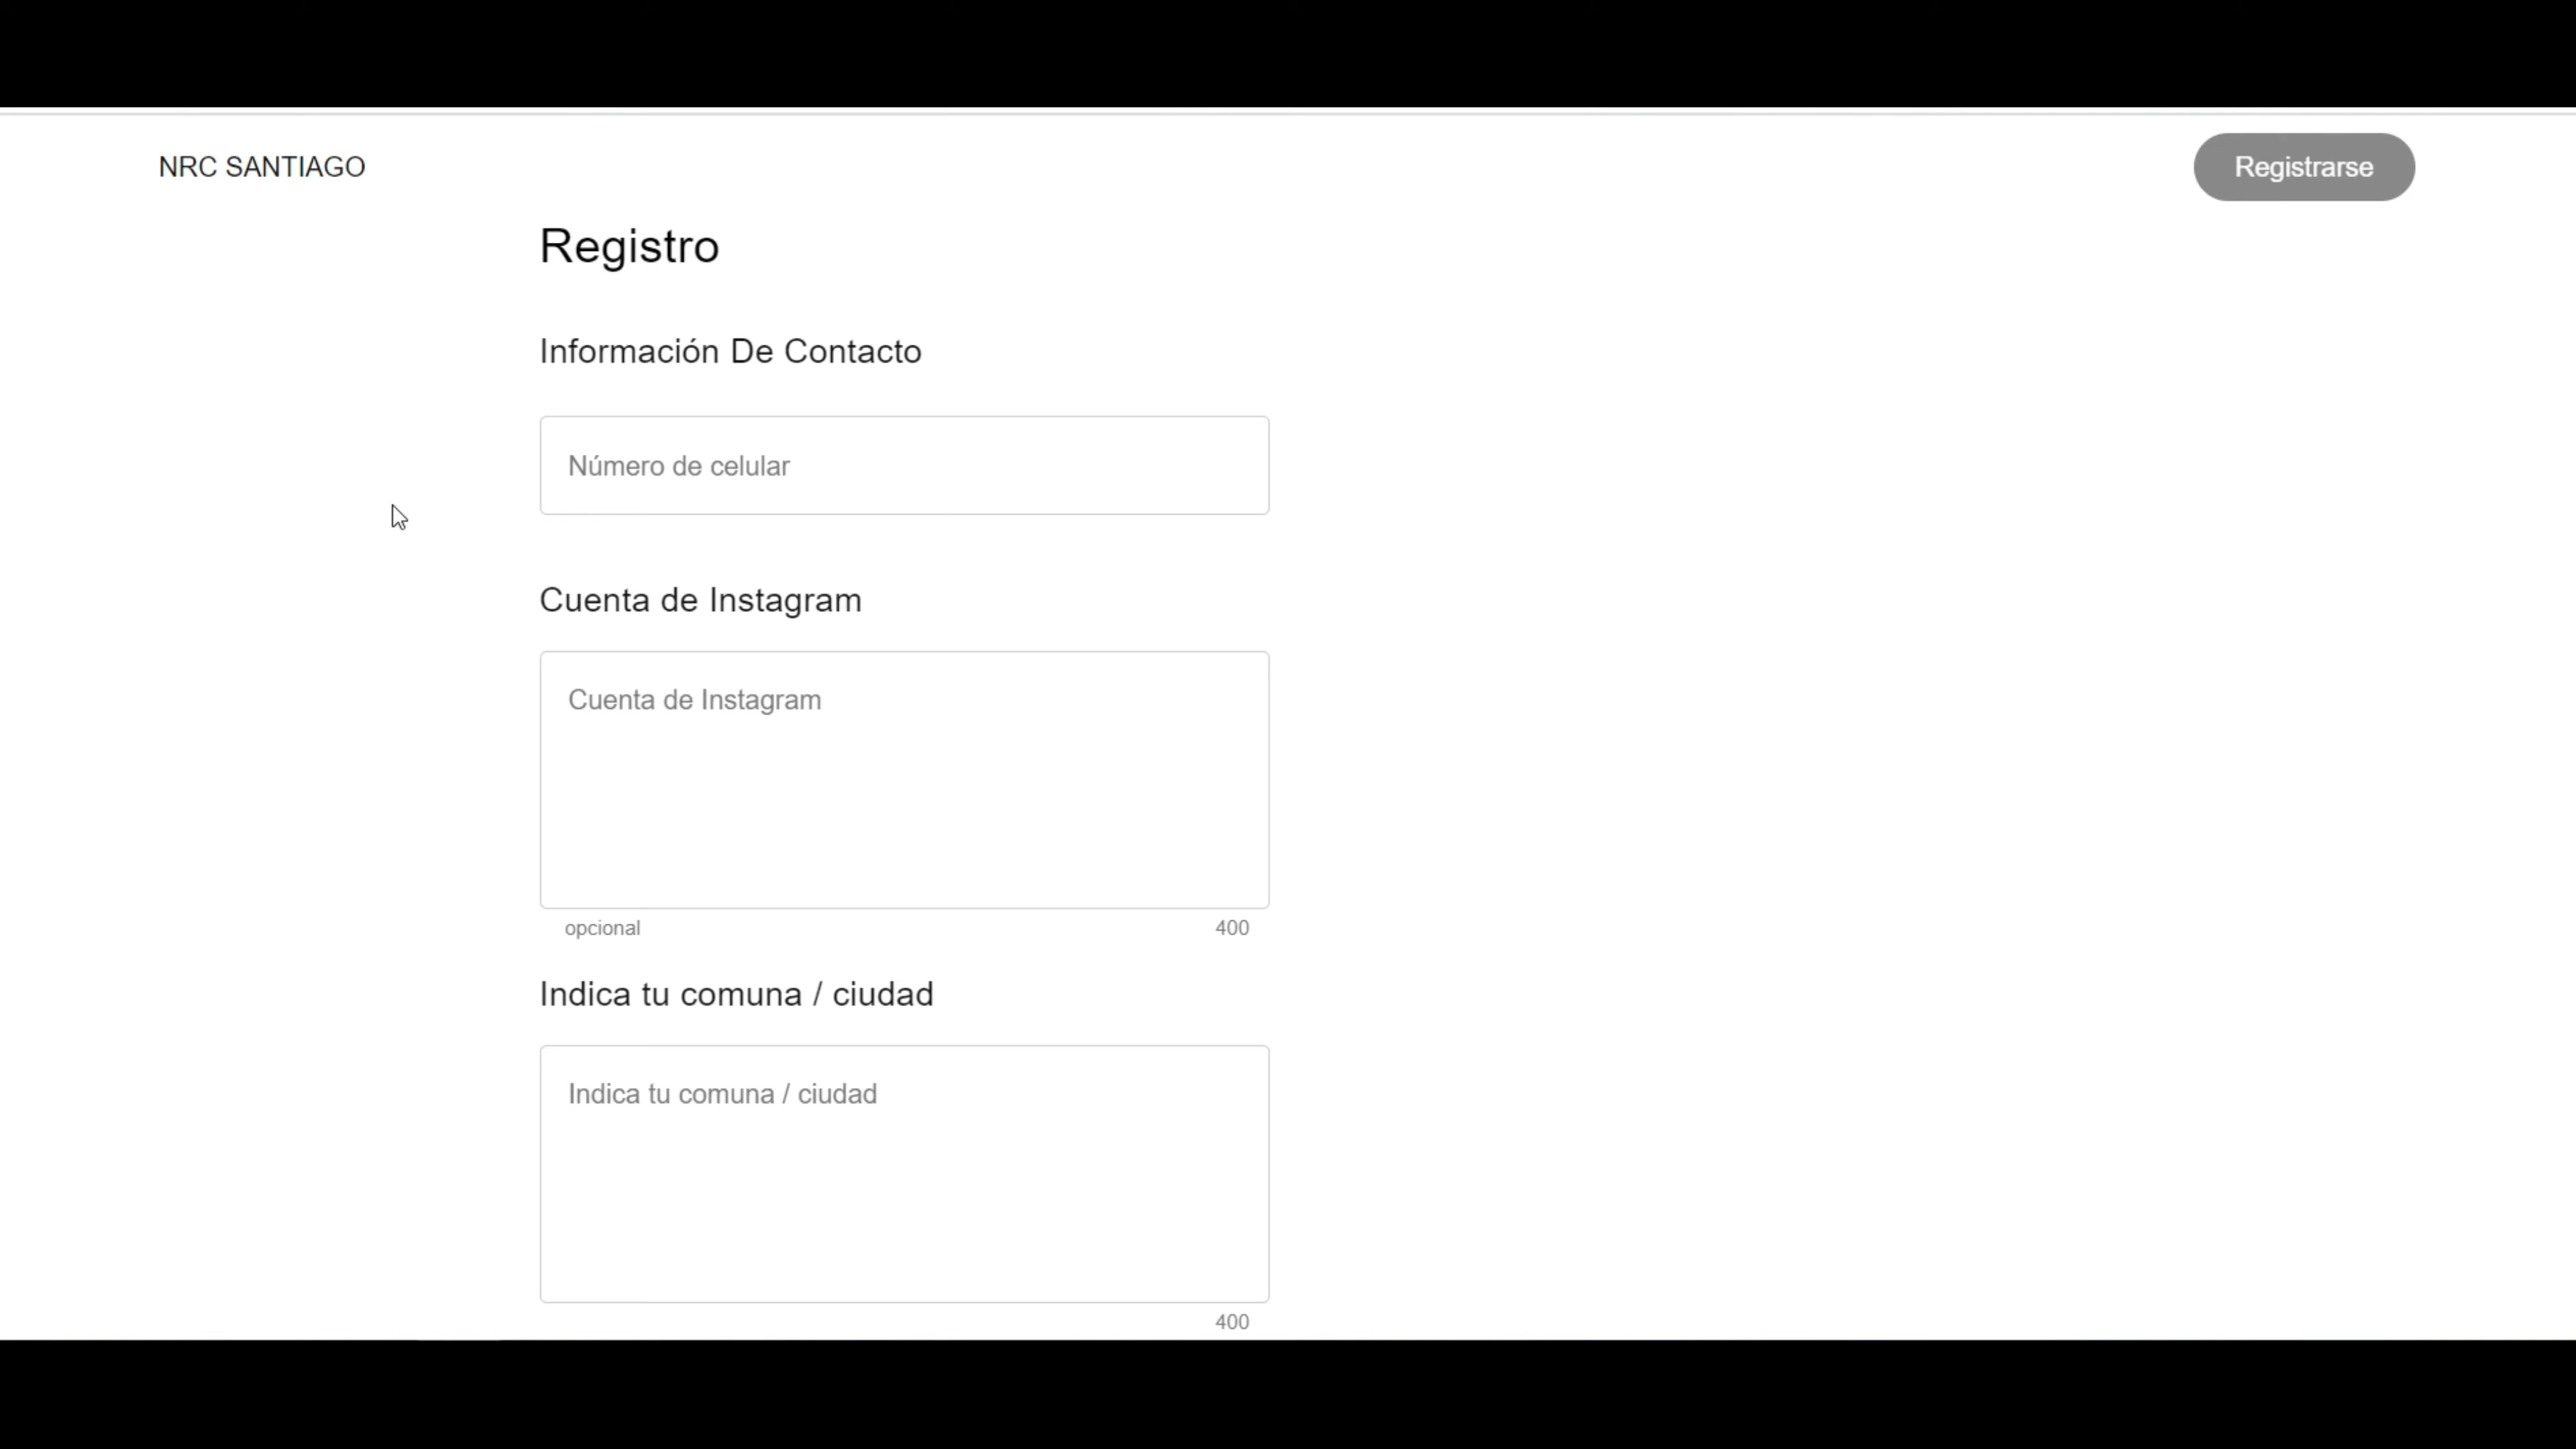 NRC SANTIAGO
Registrarse
Registro
Información De Contacto
Número de celular
Cuenta de Instagram
Cuenta de Instagram
opcional
400
Indica tu comuna / ciudad
Indica tu comuna / ciudad
400